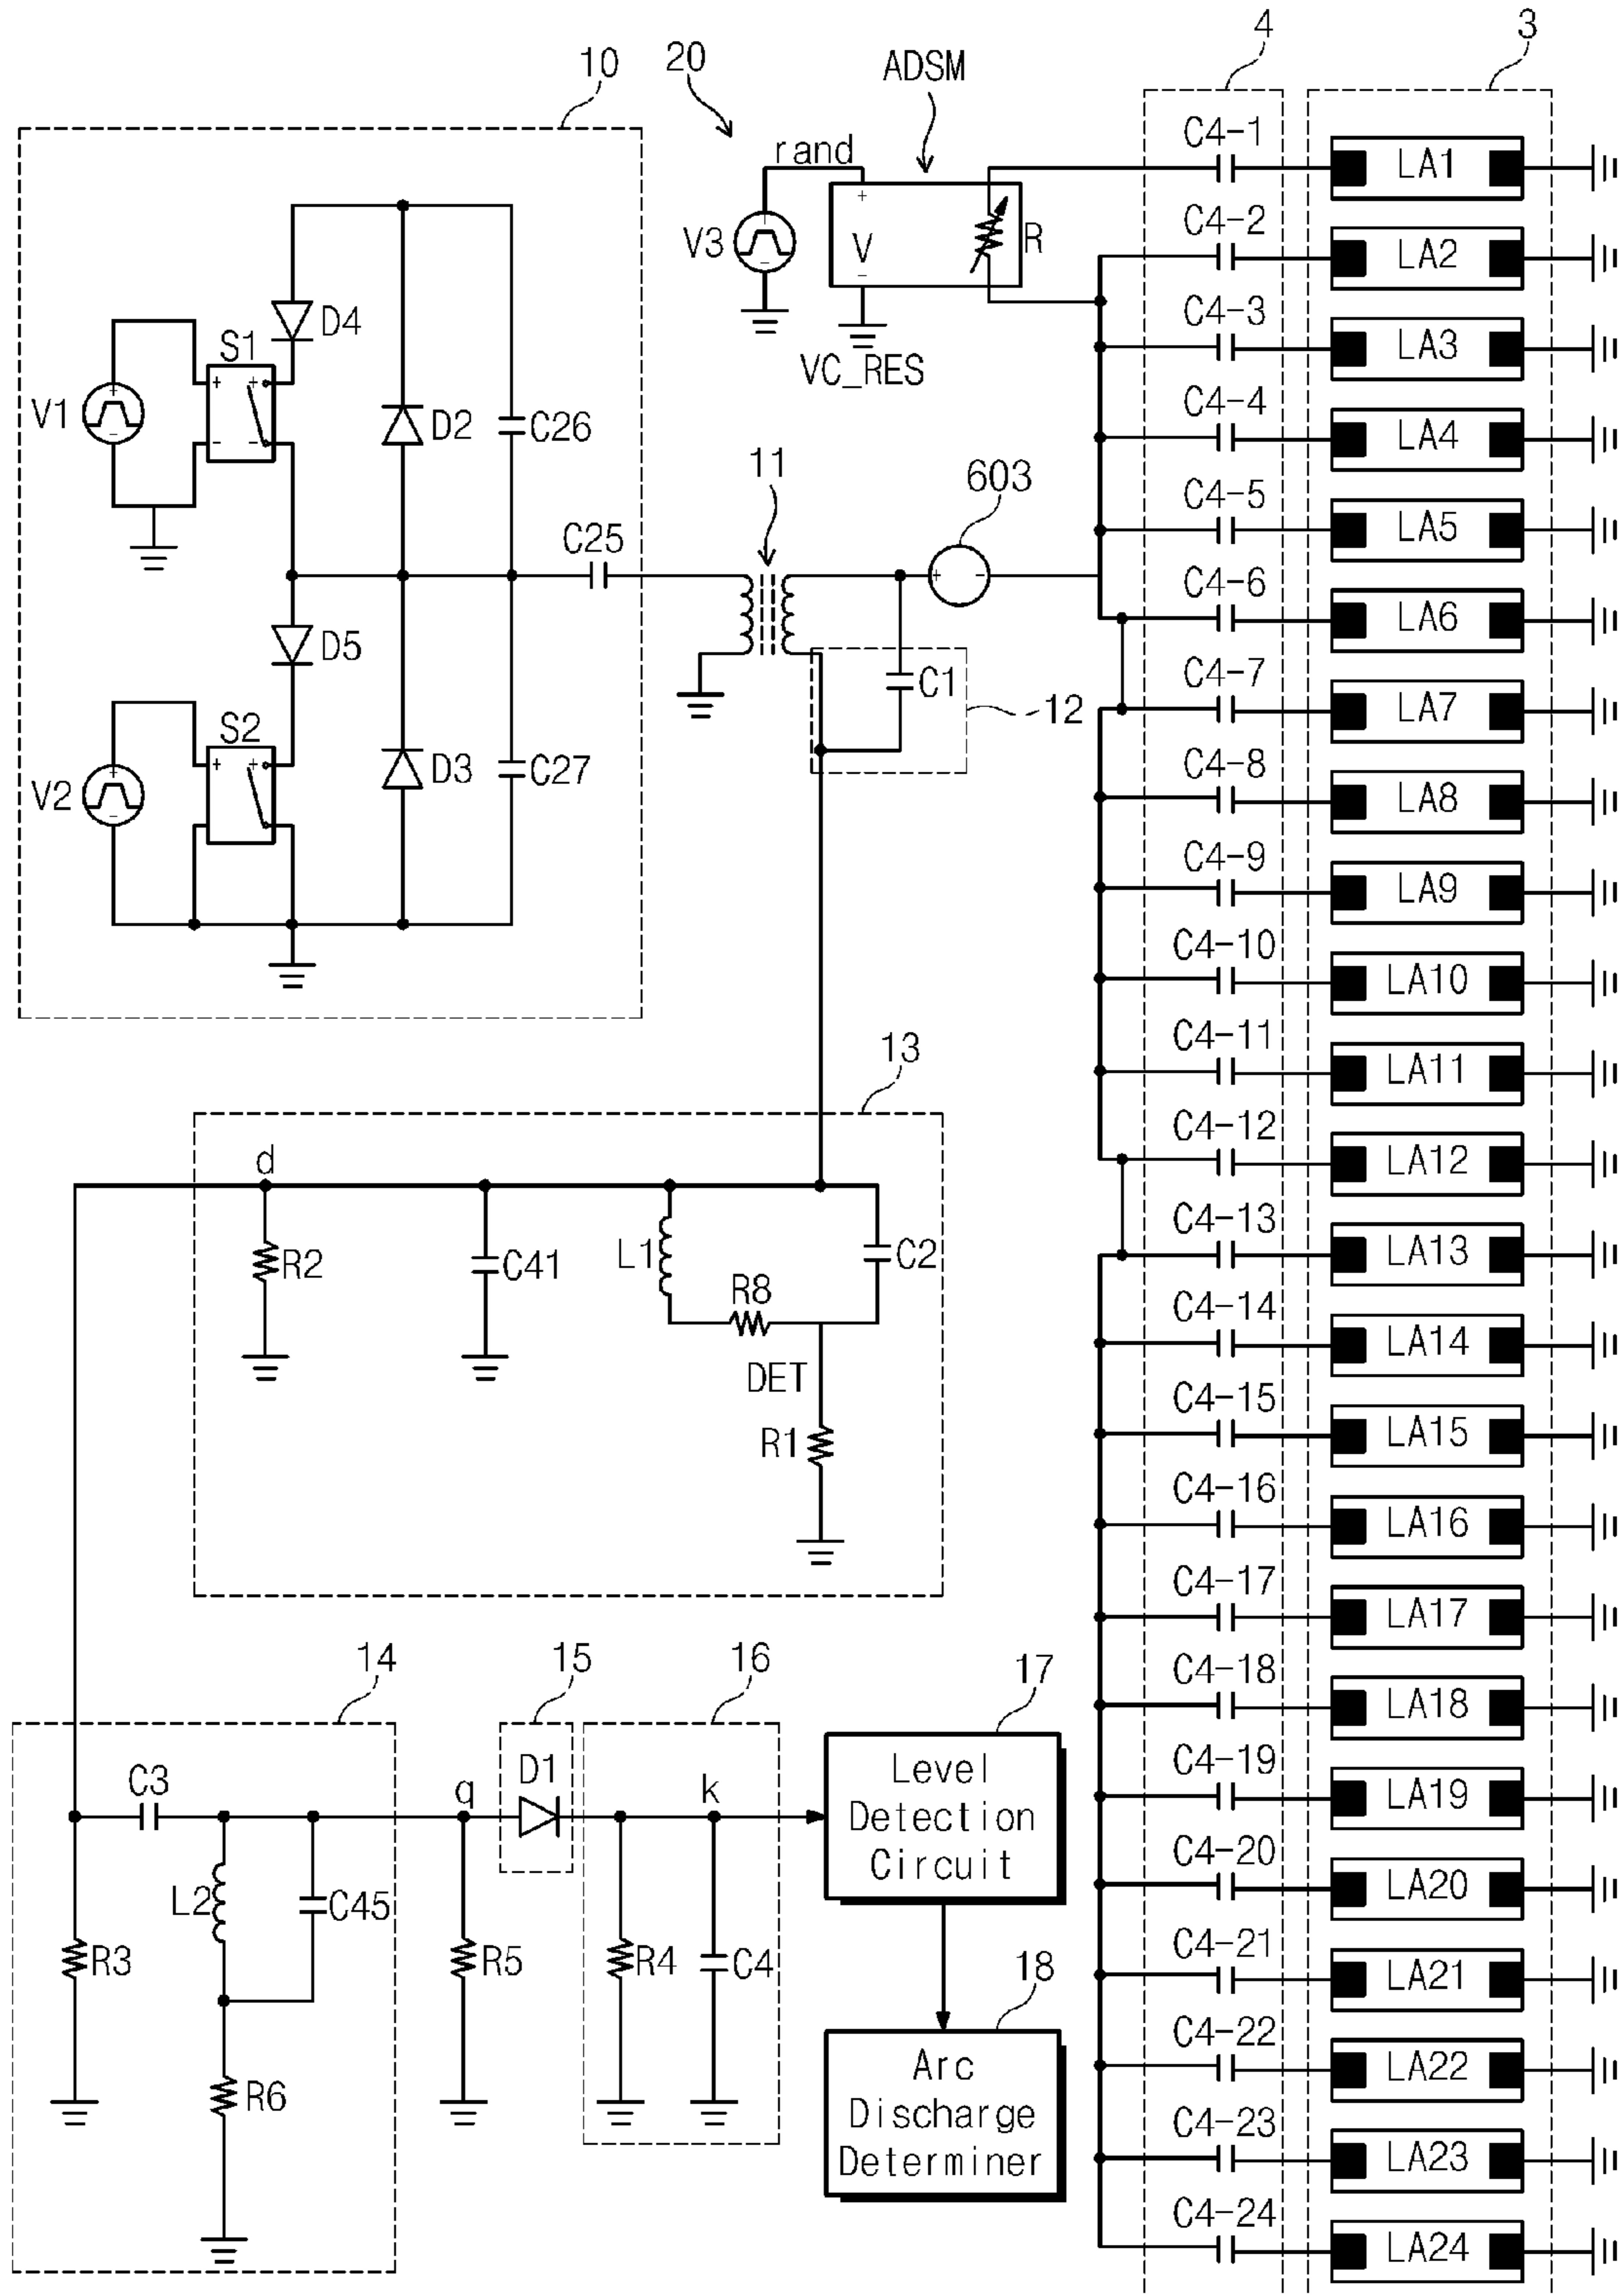 10
20
ADSM
4
3
rand
V3
V
R
VC_RES
C4-1
LA1
C4-2
LA2
C4-3
LA3
C4-4
LA4
C4-5
LA5
C4-6
LA6
C4-7
LA7
C4-8
LA8
C4-9
LA9
C4-10
LA10
C4-11
LA11
C4-12
LA12
C4-13
LA13
C4-14
LA14
C4-15
LA15
C4-16
LA16
C4-17
LA17
C4-18
LA18
C4-19
LA19
C4-20
LA20
C4-21
LA21
C4-22
LA22
C4-23
LA23
C4-24
LA24
D4
S1
V1
D2
C26
C25
11
603
D5
S2
V2
D3
C27
C1
12
13
d
R2
C41
L1
R8
C2
DET
R1
14
15
16
17
C3
q
D1
k
Level
Detection
Circuit
L2
C45
R3
R5
R4
C4
R6
18
Arc
Discharge
Determiner